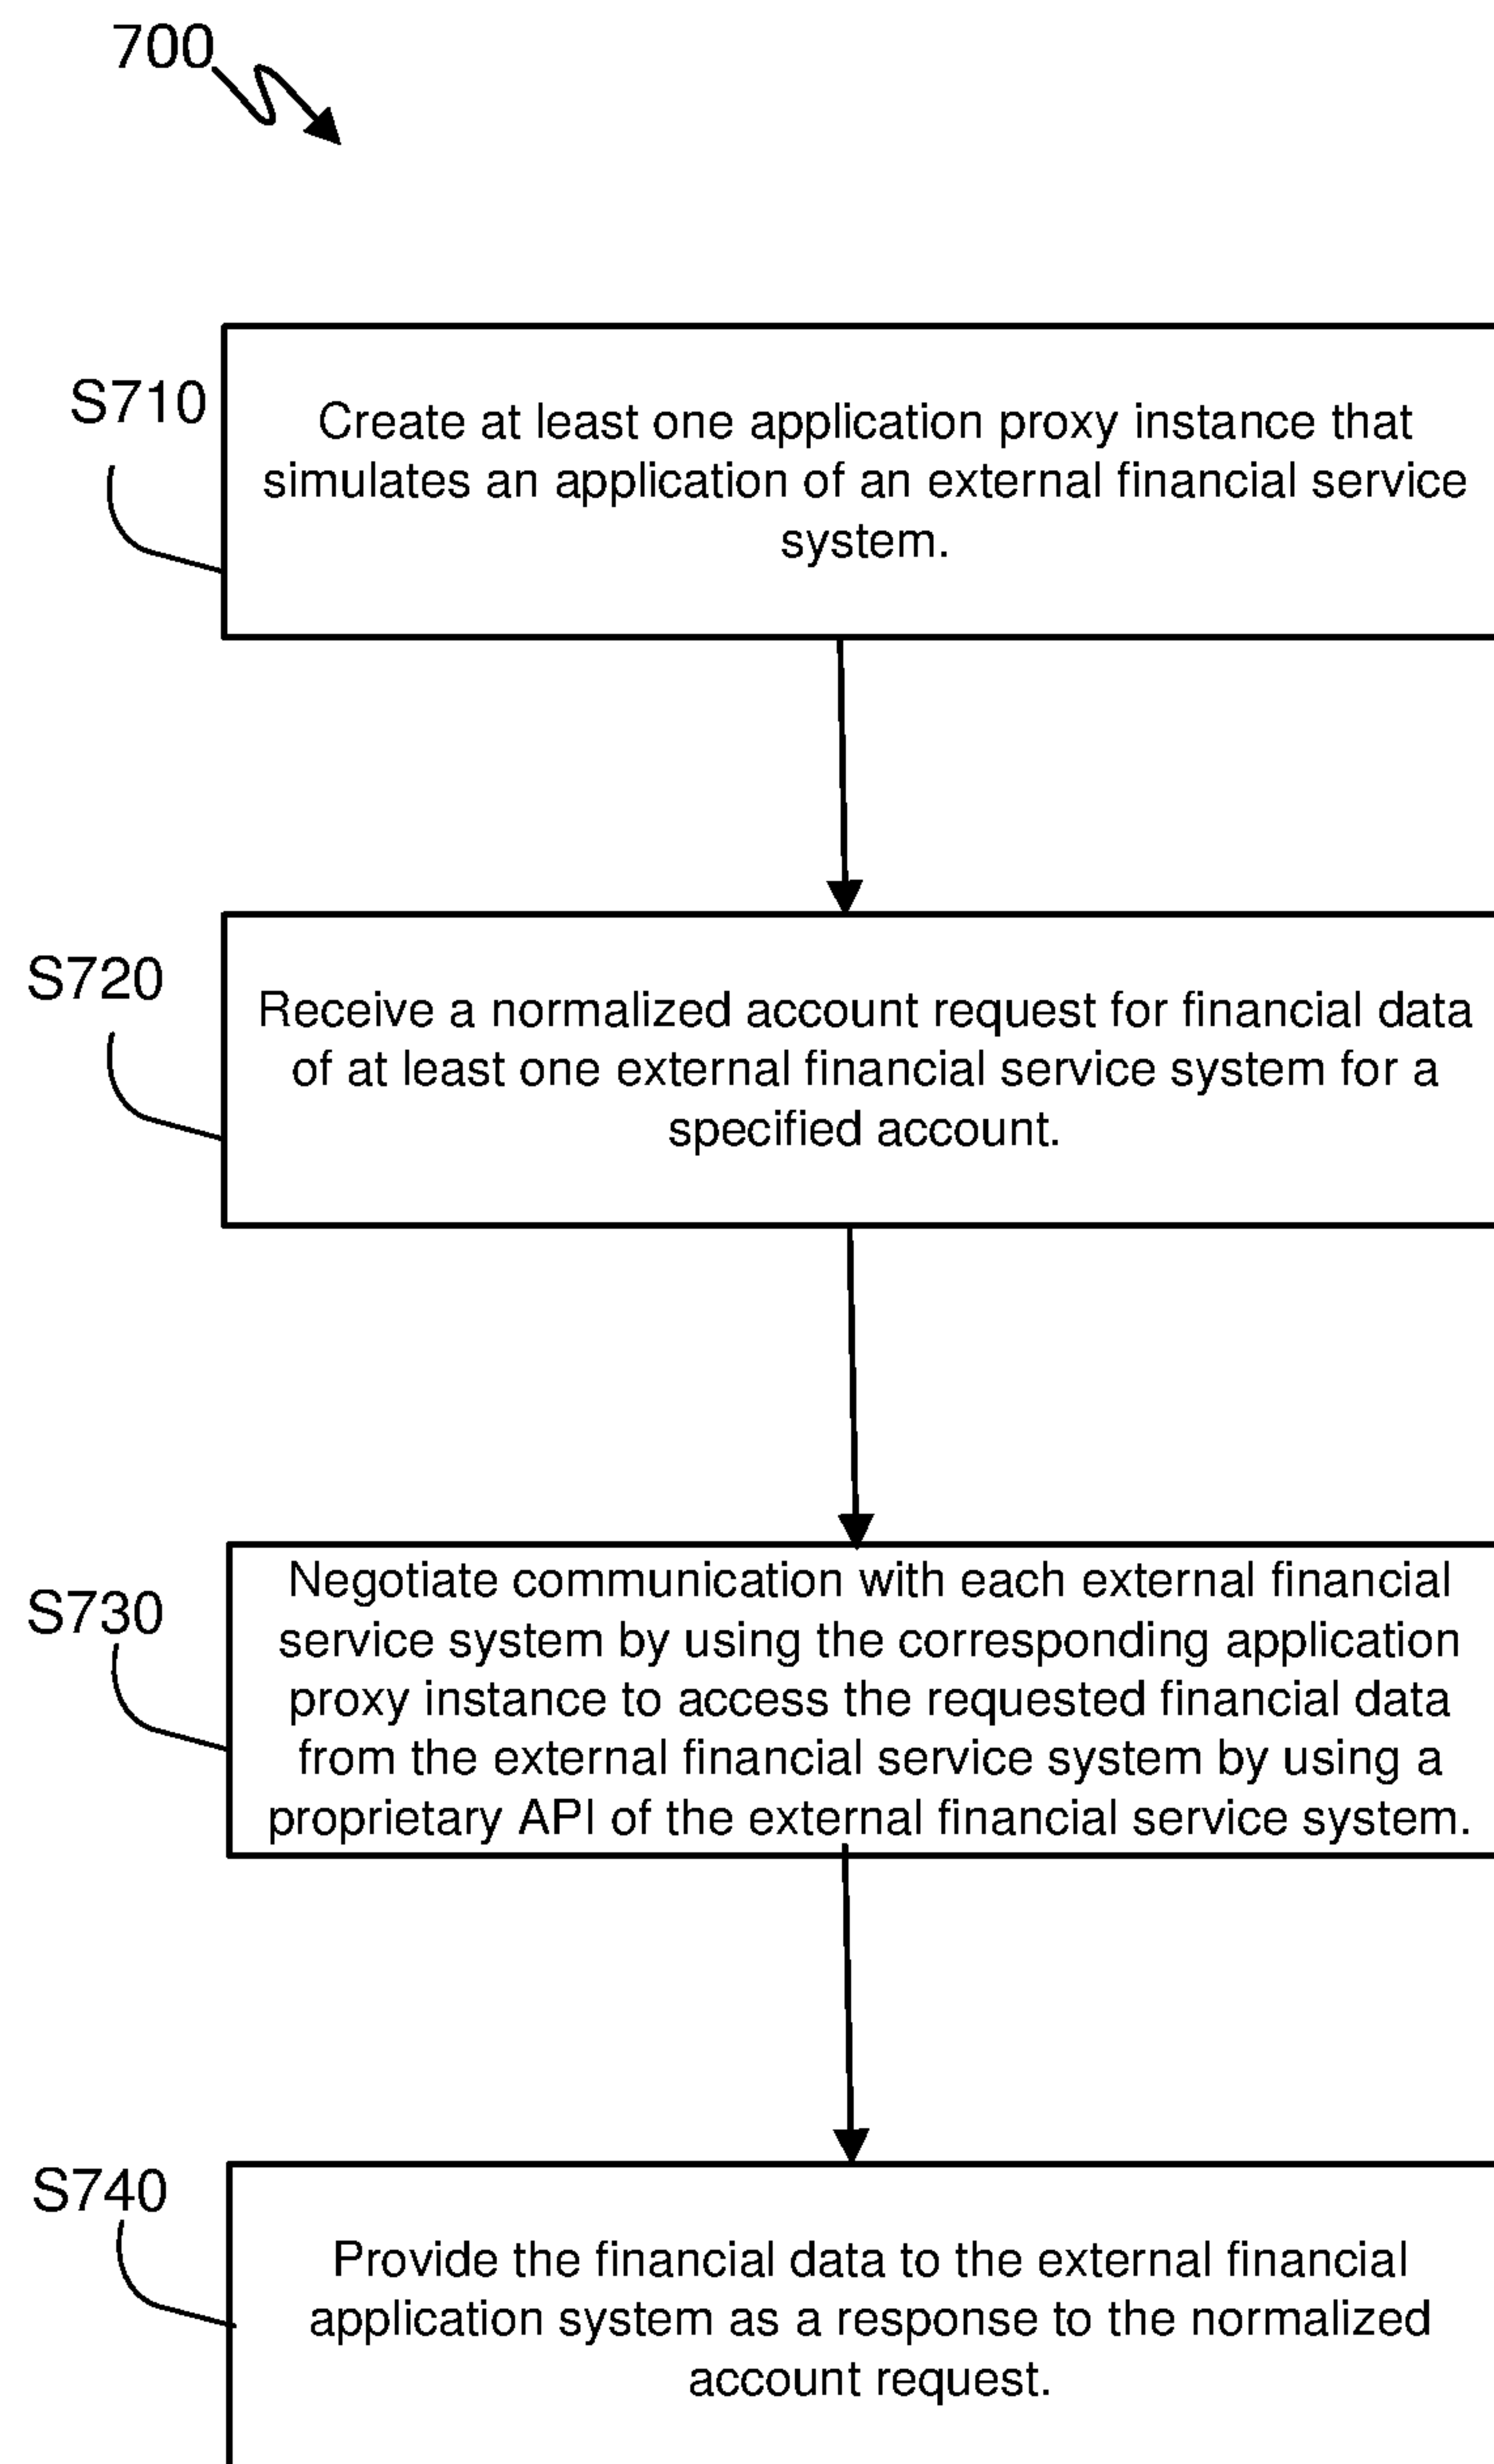 700
S710
Create at least one application proxy instance that
simulates an application of an external financial service
system.
S720
Receive a normalized account request for financial data
of at least one external financial service system for a
specified account.
S730
Negotiate communication with each external financial
service system by using the corresponding application
proxy instance to access the requested financial data
from the external financial service system by using a
proprietary API of the external financial service system.
S740
Provide the financial data to the external financial
application system as a response to the normalized
account request.